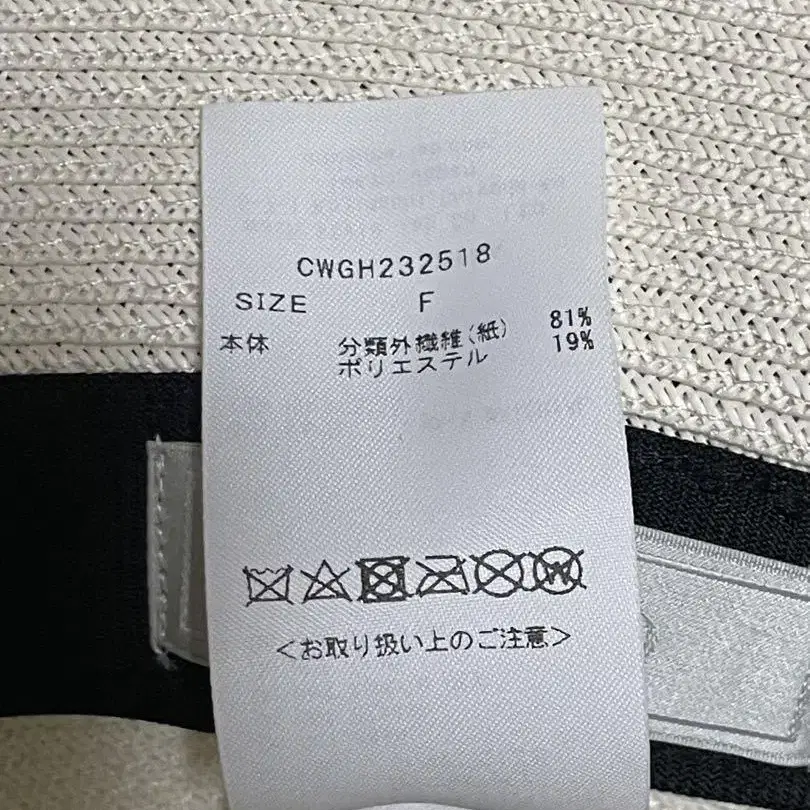 CWGH232518
SIZE F
本体 分類外繊維(紙) 81%
ポリエステル 19%
W
<お取り扱い上のご注意>